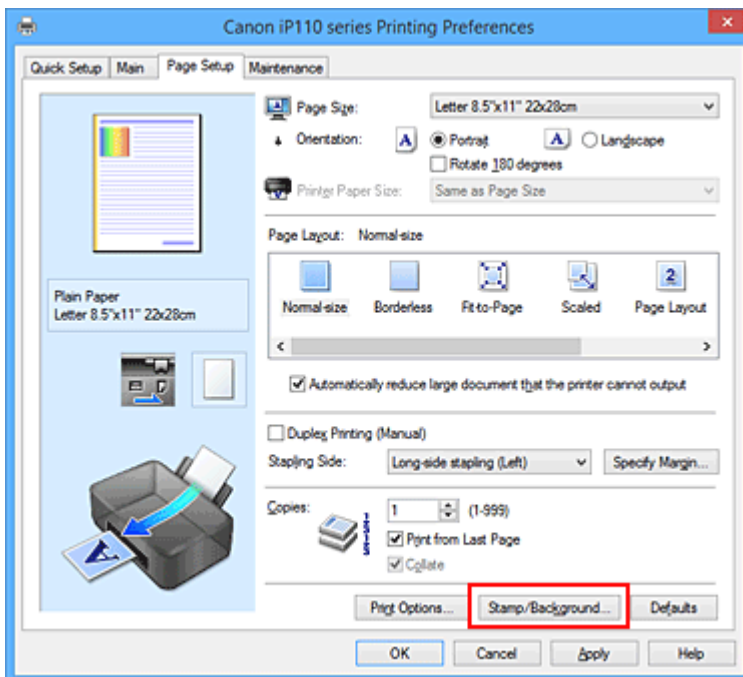 Canon iP110 series Printing Preferences
Quick Setup Main Page Setup Maintenance
Page Size: Letter 8.5"x11" 22x28cm
Orientation: A Portrait A Landscape
Rotate 180 degrees
Printer Paper Size: Same as Page Size
Page Layout: Normal-size
2
Normal-size Borderless Fit-to-Page Scaled Page Layout
Plain Paper
Letter 8.5"x11" 22x28cm
Automatically reduce large document that the printer cannot output
Duplex Printing (Manual)
Stapling Side: Long-side stapling (Left) Specify Margin...
Copies: 1 (1-999)
Print from Last Page
Collate
A
Print Options... Stamp/Background... Defaults
OK Cancel Apply Help